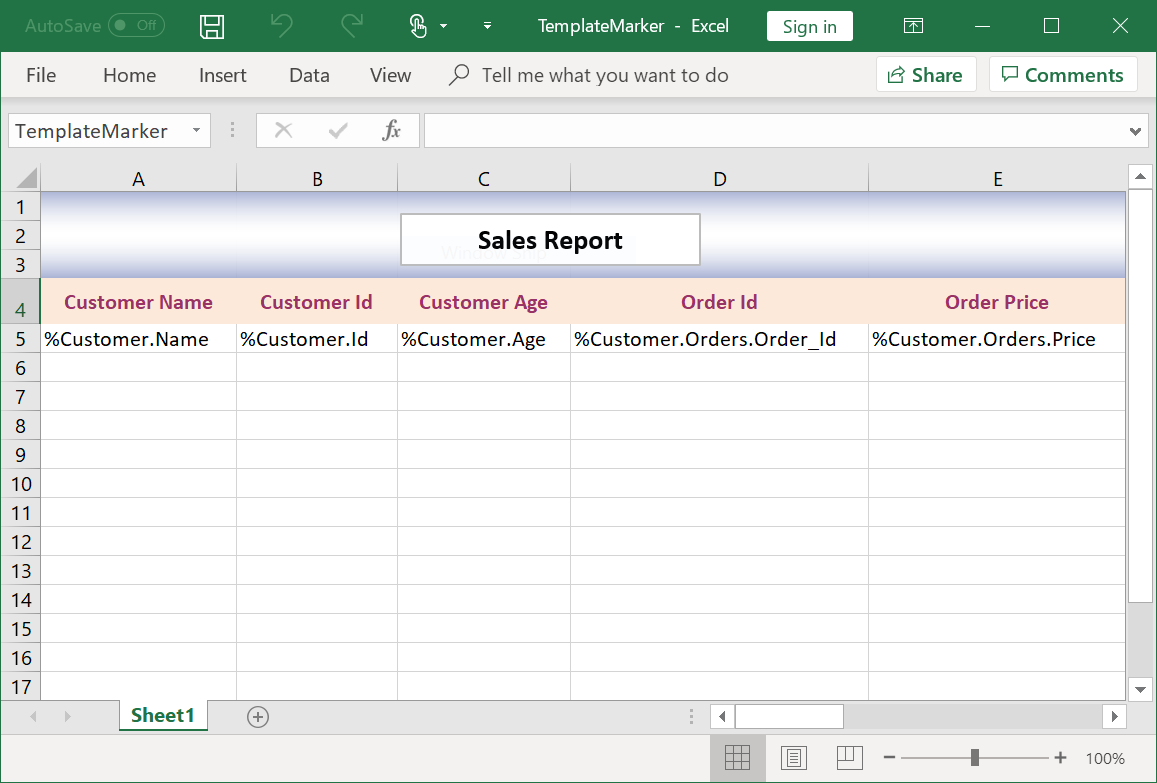 AutoSave Off TemplateMarker - Excel Sign in
File Home Insert Data View Tell me what you want to do Share Comments
TemplateMarker fx
A B C D E
1
2 Sales Report
3
4 Customer Name Customer Id Customer Age Order Id Order Price
5 %Customer.Name %Customer.Id %Customer.Age %Customer.Orders.Order_Id %Customer.Orders.Price
6
7
8
9
10
11
12
13
14
15
16
17
Sheet1
100%